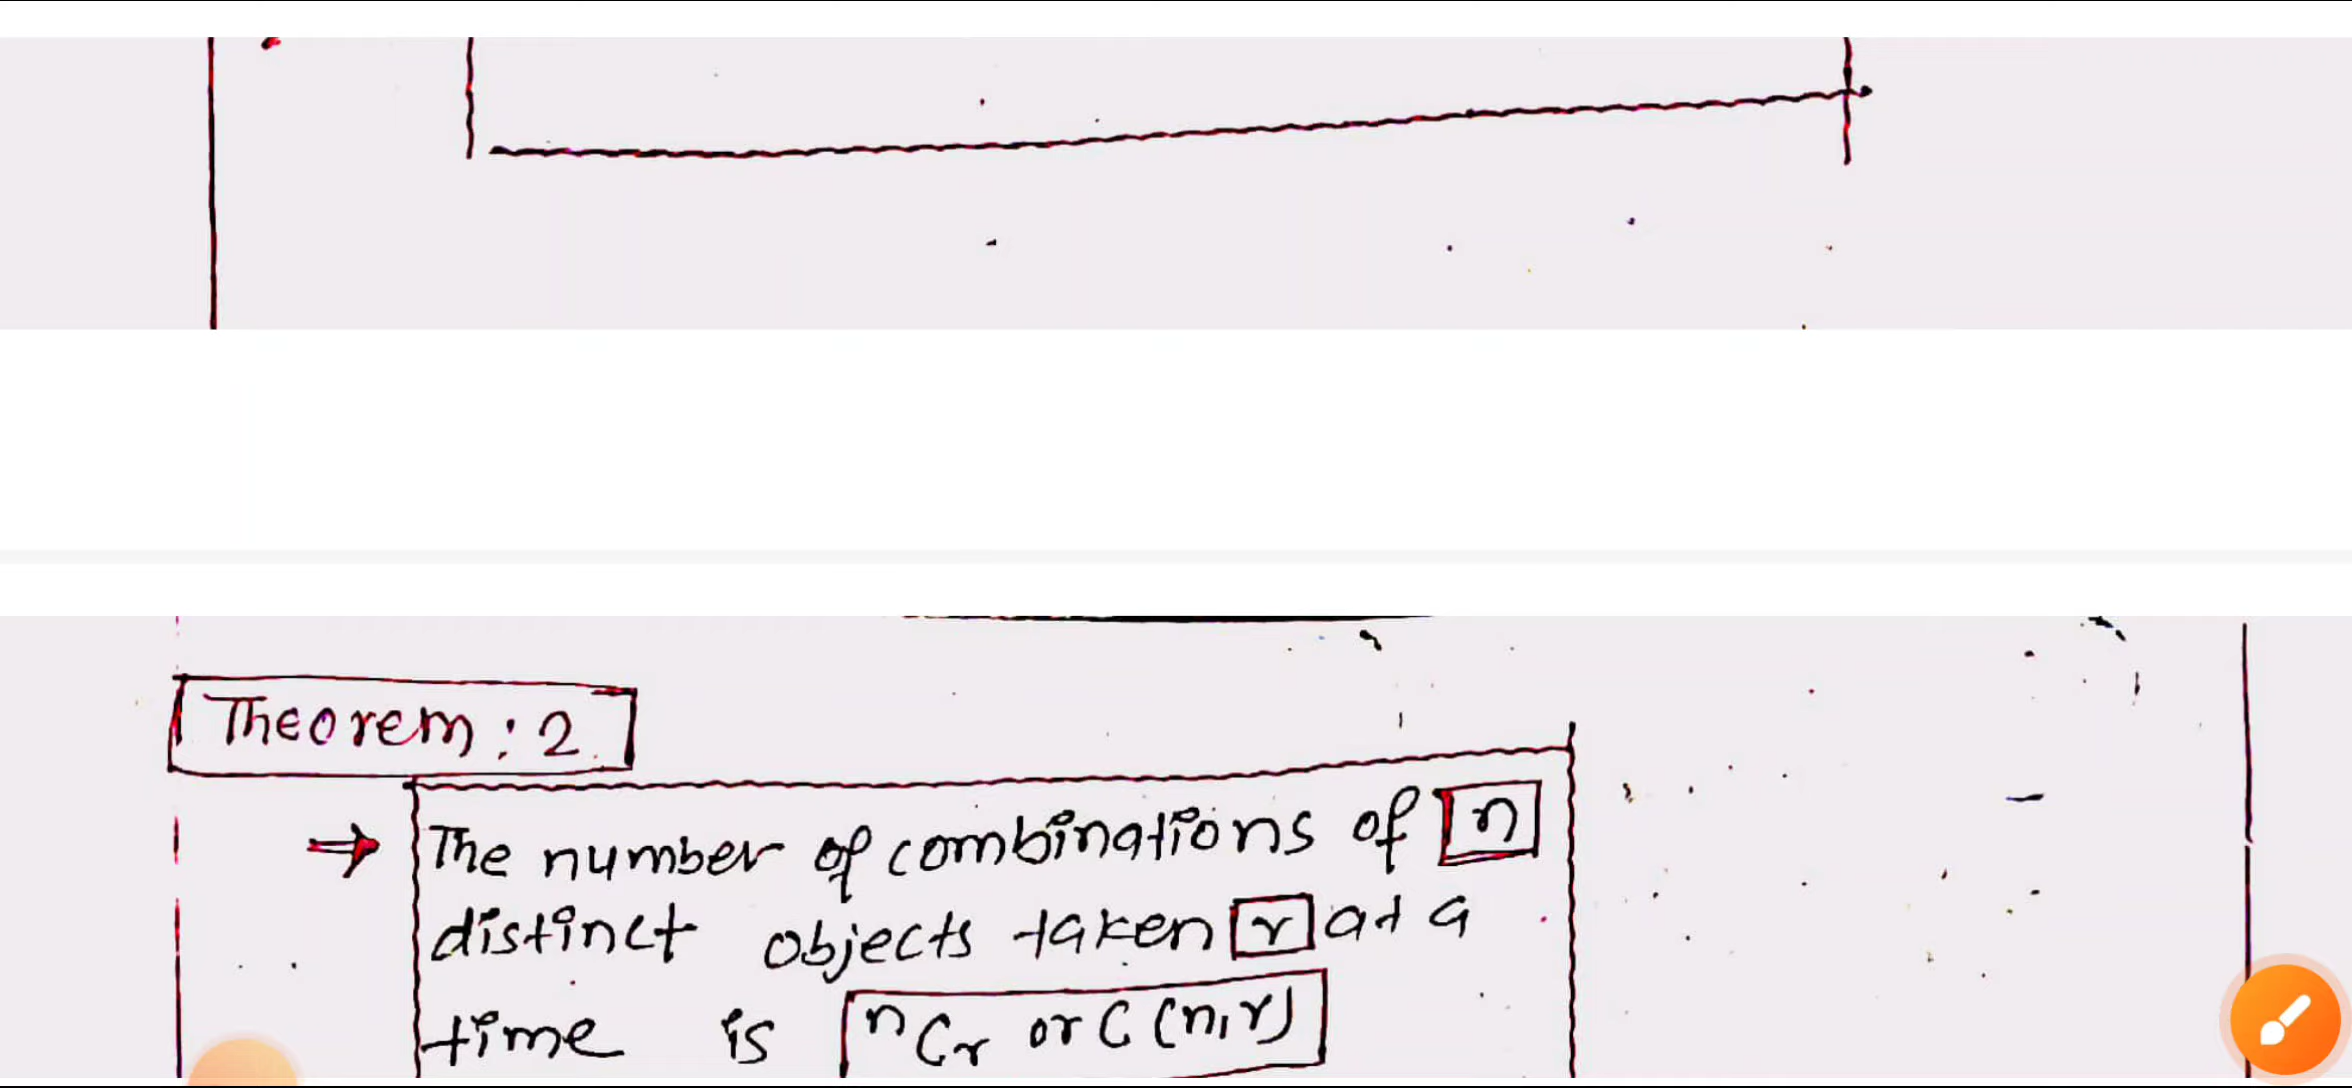 Theorem : 2.
⇒ The number of combinations of n
distinct objects taken r at a
time is nCr or C (n, r)